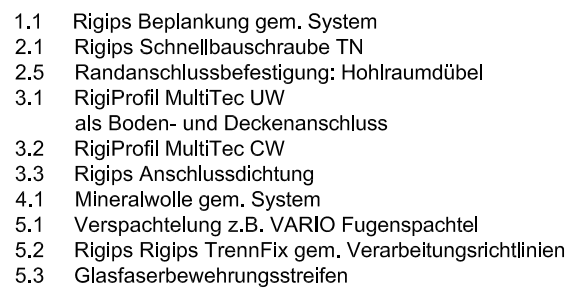 1.1 Rigips Beplankung gem. System
2.1 Rigips Schnellbauschraube TN
2.5 Randanschlussbefestigung: Hohlraumdübel
3.1 RigiProfil MultiTec UW
als Boden- und Deckenanschluss
3.2 RigiProfil MultiTec CW
3.3 Rigips Anschlussdichtung
4.1 Mineralwolle gem. System
5.1 Verspachtelung z.B. VARIO Fugenspachtel
5.2 Rigips Rigips TrennFix gem. Verarbeitungsrichtlinien
5.3 Glasfaserbewehrungsstreifen